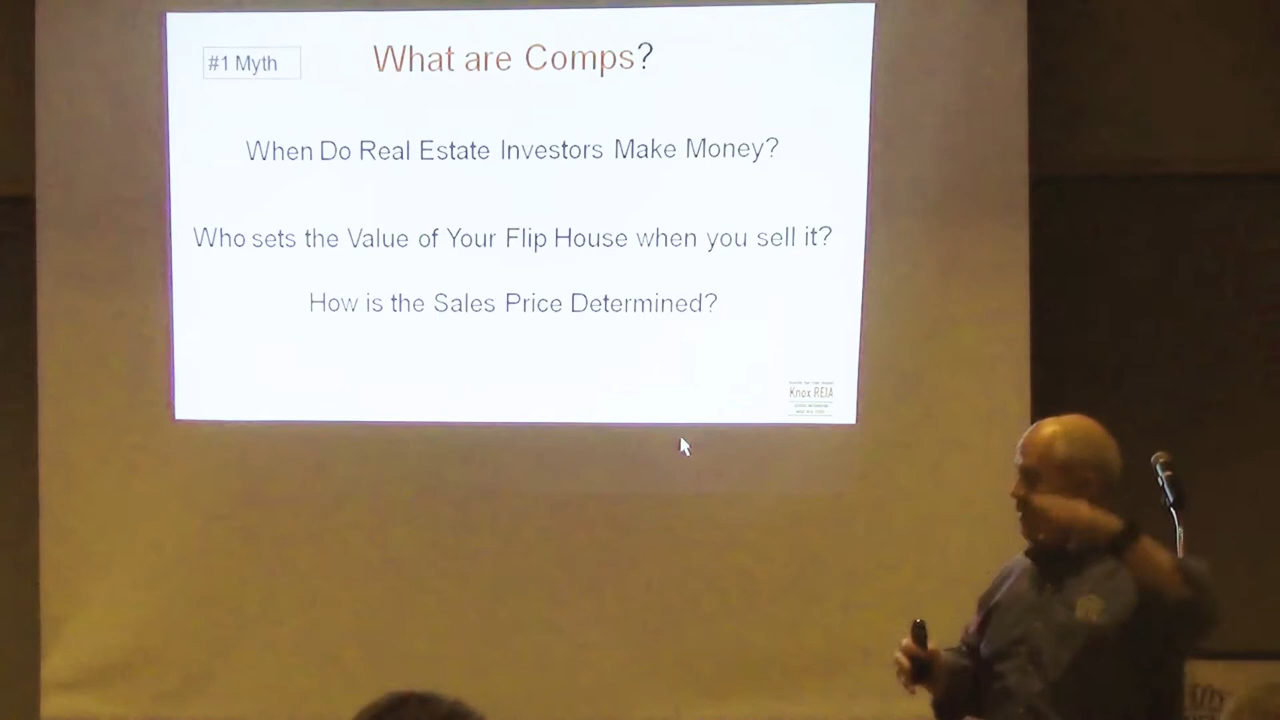 #1 Myth
What are Comps?
When Do Real Estate Investors Make Money?
Who sets the Value of Your Flip House when you sell it?
How is the Sales Price Determined?
Knox REIA